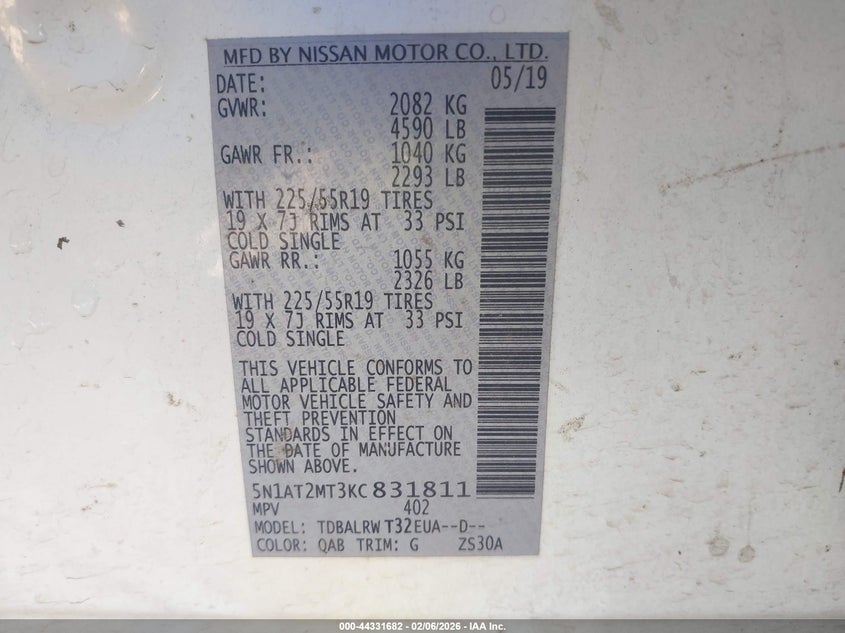 MFD BY NISSAN MOTOR CO., LTD.
DATE: 05/19
GVWR: 2082 KG
4590 LB
GAWR FR.: 1040 KG
2293 LB
WITH 225/55R19 TIRES
19 X 7J RIMS AT 33 PSI
COLD SINGLE
GAWR RR.: 1055 KG
2326 LB
WITH 225/55R19 TIRES
19 X 7J RIMS AT 33 PSI
COLD SINGLE
THIS VEHICLE CONFORMS TO
ALL APPLICABLE FEDERAL
MOTOR VEHICLE SAFETY AND
THEFT PREVENTION
STANDARDS IN EFFECT ON
THE DATE OF MANUFACTURE
SHOWN ABOVE.
5N1AT2MT3KC831811
MPV 402
MODEL: TDBALRW T32EUA--D--
COLOR: QAB TRIM: G ZS30A
000-44331682 - 02/06/2026 - IAA Inc.